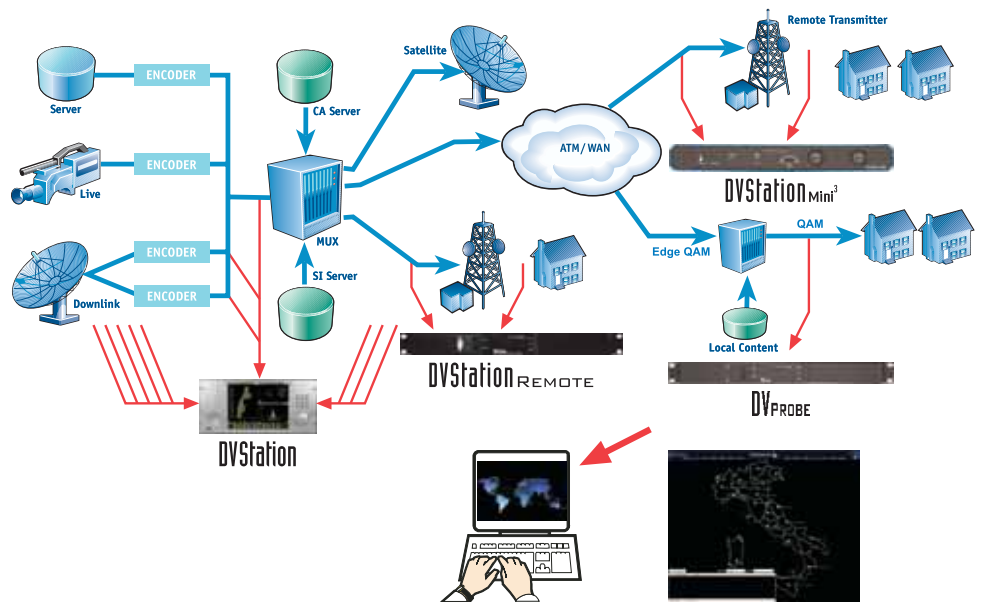 Remote Transmitter
Satellite
ENCODER
Server
CA Server
ATM/WAN
ENCODER
Live
DVStation Mini³
MUX
QAM
Edge QAM
ENCODER
SI Server
ENCODER
Downlink
Local Content
DVStation REMOTE
DVPROBE
DVStation